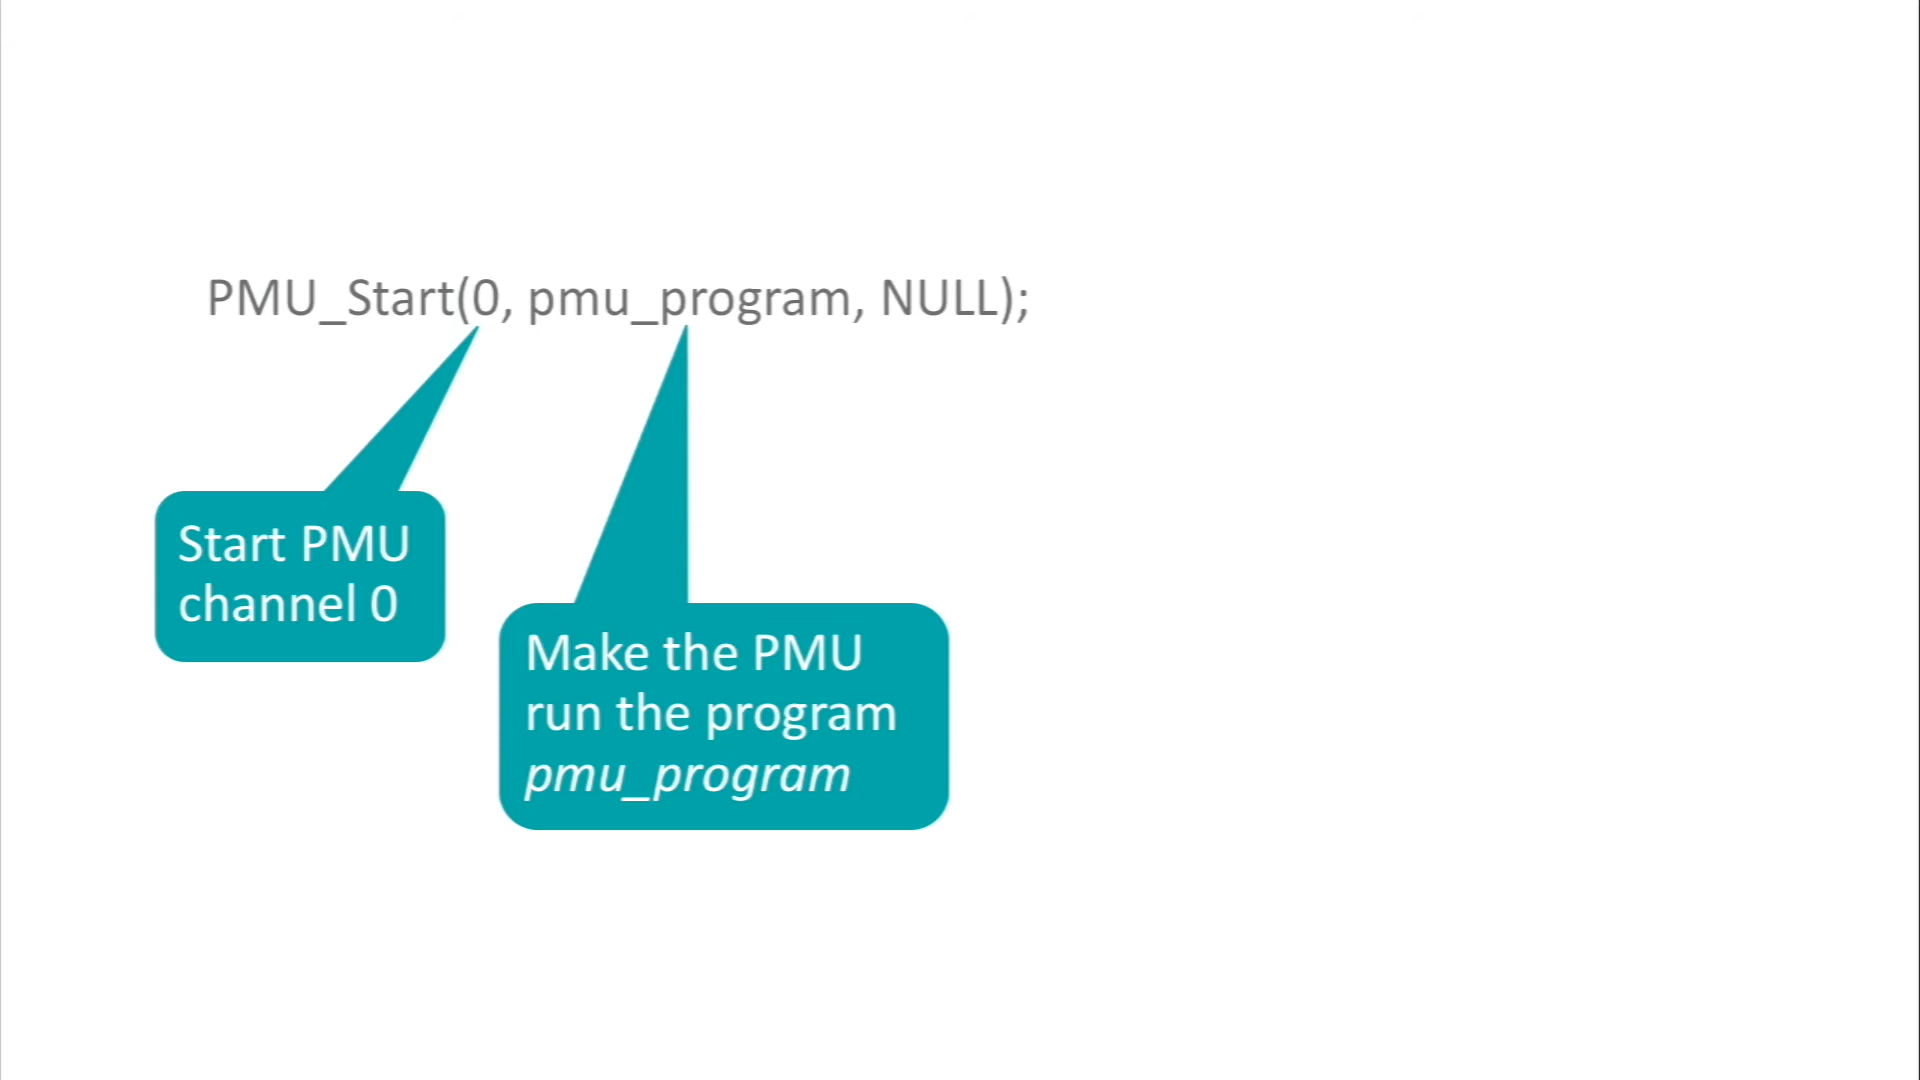 PMU_Start(0, pmu_program, NULL);
Start PMU
channel 0
Make the PMU
run the program
pmu_program